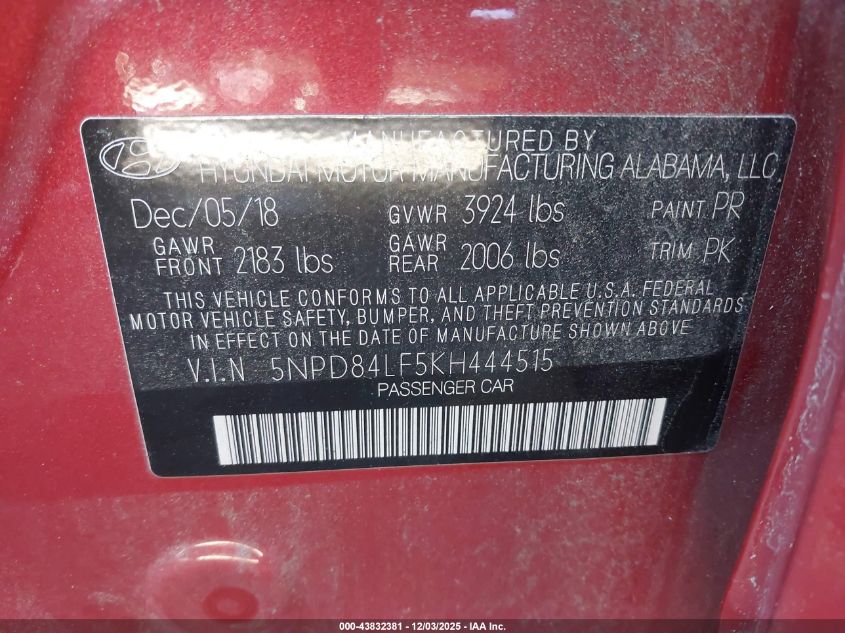 MANUFACTURED BY
HYUNDAI MOTOR MANUFACTURING ALABAMA, LLC
Dec/05/18 GVWR 3924 lbs PAINT PR
GAWR FRONT 2183 lbs GAWR REAR 2006 lbs TRIM PK
THIS VEHICLE CONFORMS TO ALL APPLICABLE U.S.A. FEDERAL
MOTOR VEHICLE SAFETY, BUMPER, AND THEFT PREVENTION STANDARDS
IN EFFECT ON THE DATE OF MANUFACTURE SHOWN ABOVE.
V.I.N 5NPD84LF5KH444515
PASSENGER CAR
000-43832381 - 12/03/2025 - IAA Inc.